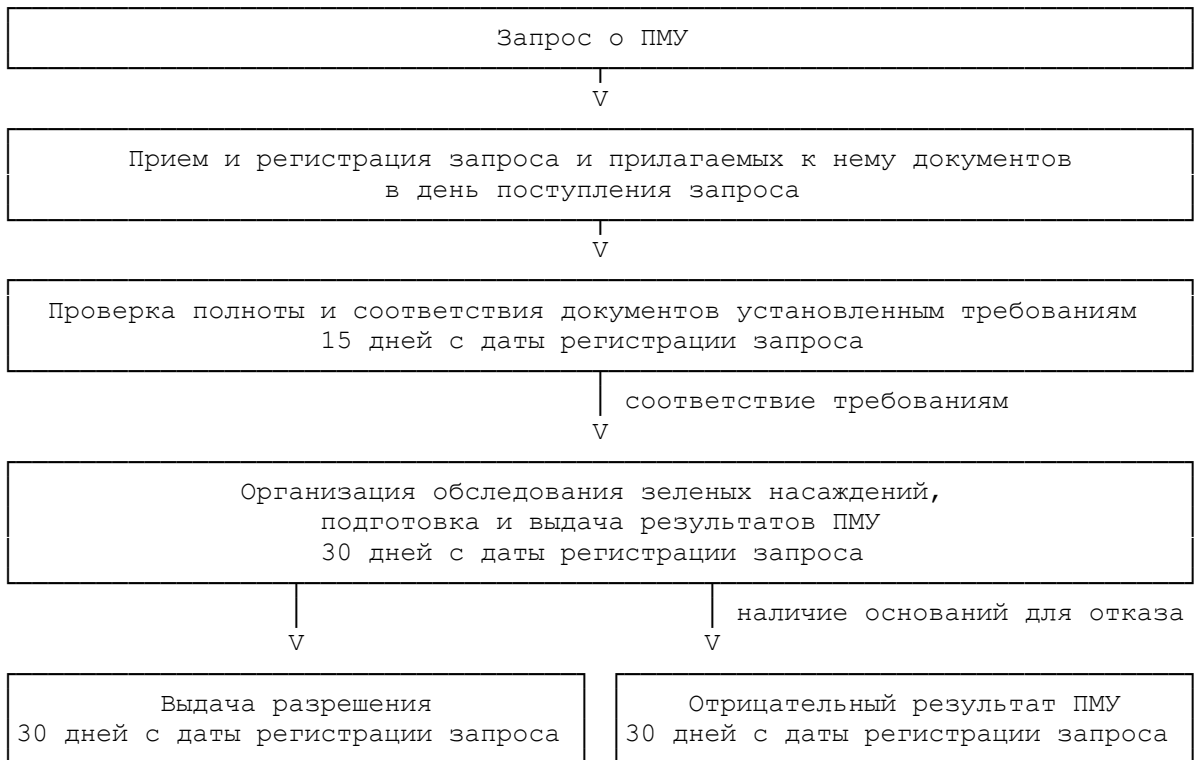 Запрос о ПМУ
V
Прием и регистрация запроса и прилагаемых к нему документов
в день поступления запроса
V
Проверка полноты и соответствия документов установленным требованиям
15 дней с даты регистрации запроса
соответствие требованиям
V
Организация обследования зеленых насаждений,
подготовка и выдача результатов ПМУ
30 дней с даты регистрации запроса
наличие оснований для отказа
V V
Выдача разрешения
30 дней с даты регистрации запроса
Отрицательный результат ПМУ
30 дней с даты регистрации запроса